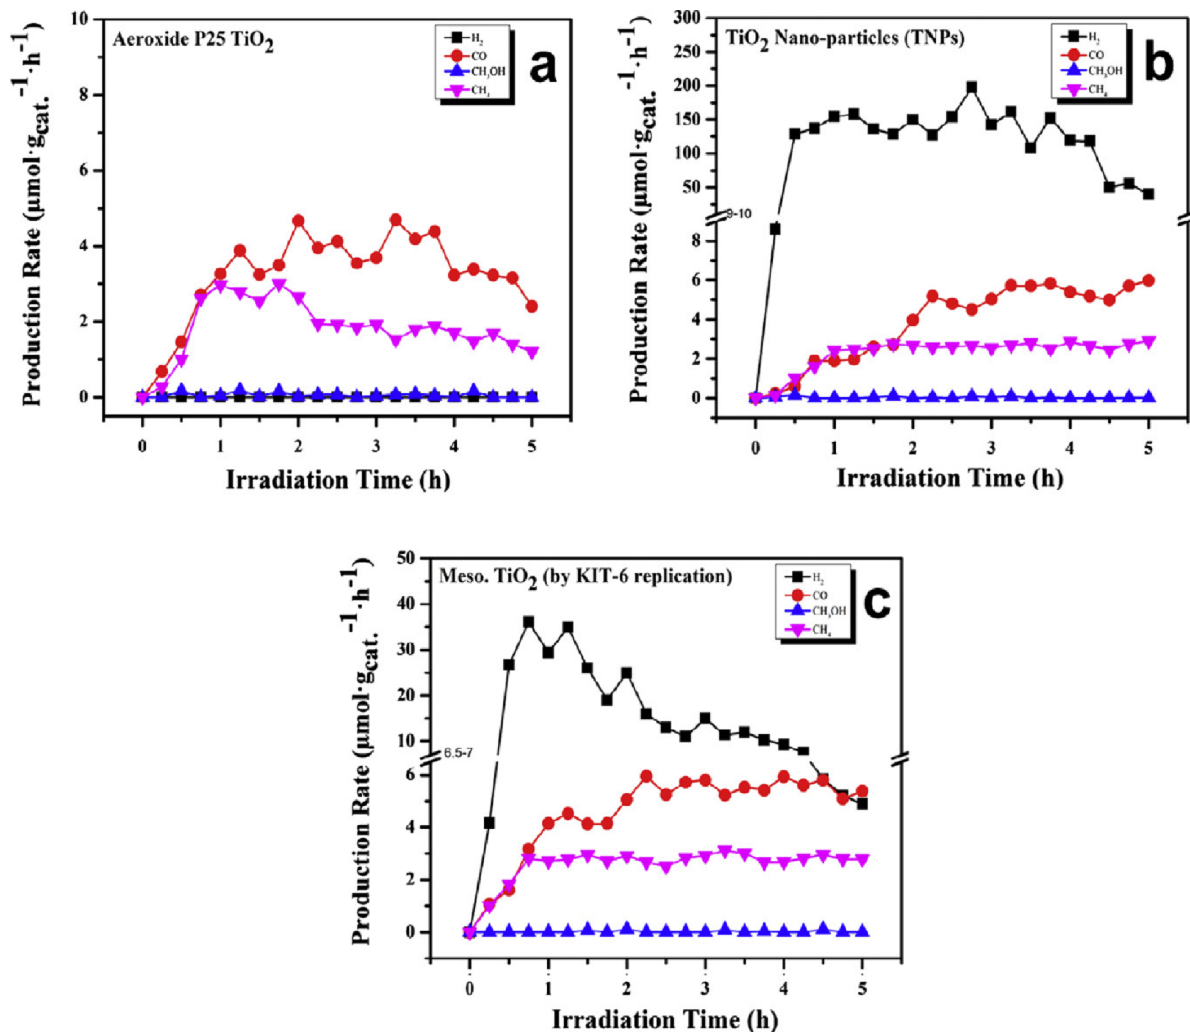 Aeroxide P25 TiO2
H2
CO
CH3OH
CH4
a
Production Rate (μmol·gcat.-1·h-1)
10
8
6
4
2
0
0 1 2 3 4 5
Irradiation Time (h)
TiO2 Nano-particles (TNPs)
H2
CO
CH3OH
CH4
b
Production Rate (μmol·gcat.-1·h-1)
300
250
200
150
100
50
9-10
8
6
4
2
0
0 1 2 3 4 5
Irradiation Time (h)
Meso. TiO2 (by KIT-6 replication)
H2
CO
CH3OH
CH4
c
Production Rate (μmol·gcat.-1·h-1)
50
40
30
20
10
6.5-7
6
4
2
0
0 1 2 3 4 5
Irradiation Time (h)